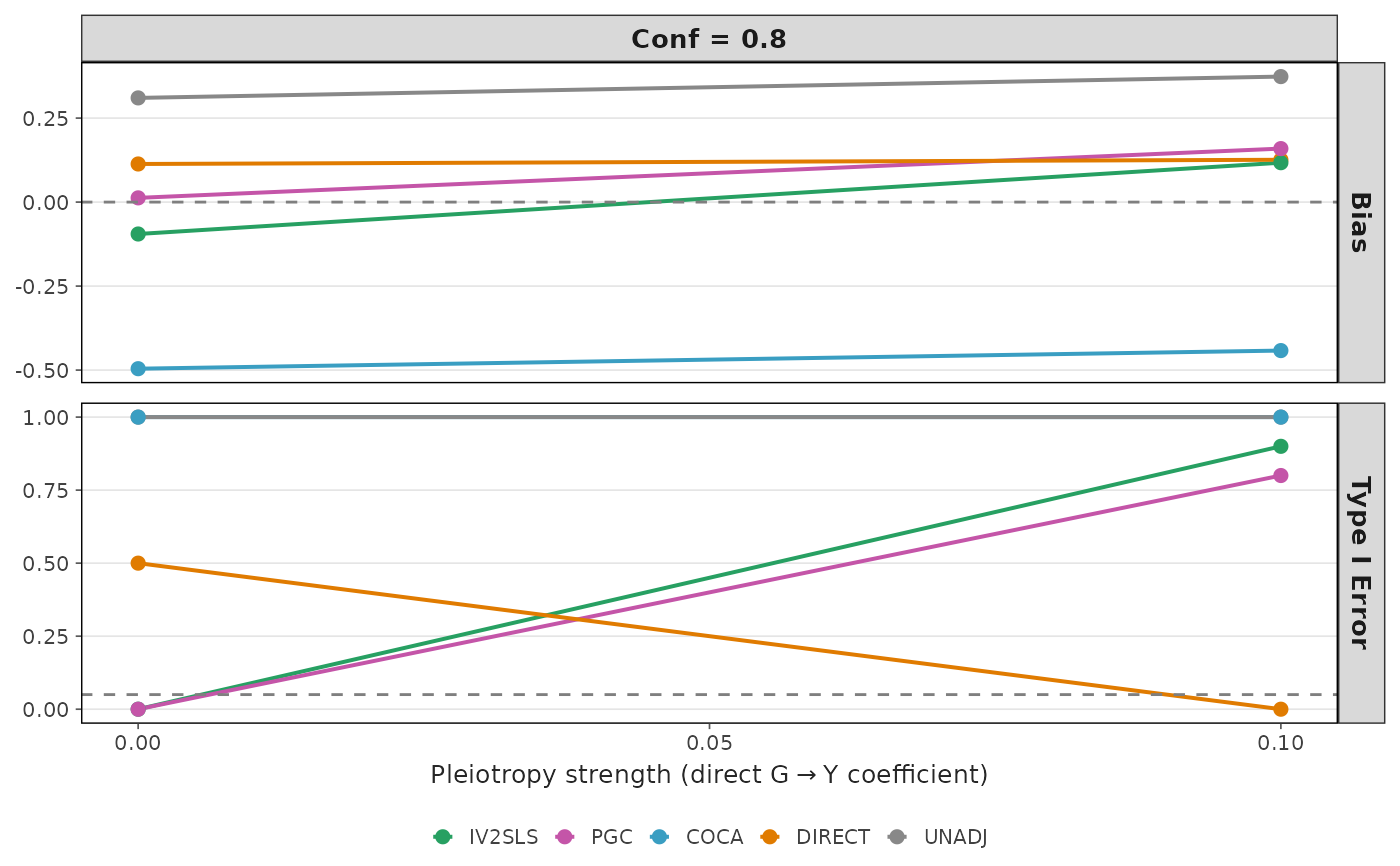 Conf = 0.8
0.25
0.00
-0.25
-0.50
Bias
1.00
0.75
0.50
0.25
0.00
Type I Error
0.00 0.05 0.10
Pleiotropy strength (direct G → Y coefficient)
IV2SLS PGC COCA DIRECT UNADJ